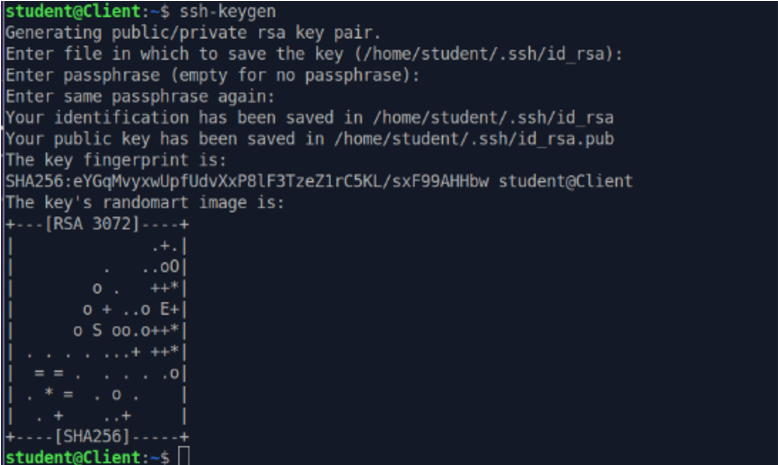 student@Client:~$ ssh-keygen
Generating public/private rsa key pair.
Enter file in which to save the key (/home/student/.ssh/id_rsa):
Enter passphrase (empty for no passphrase):
Enter same passphrase again:
Your identification has been saved in /home/student/.ssh/id_rsa
Your public key has been saved in /home/student/.ssh/id_rsa.pub
The key fingerprint is:
SHA256:eYGqMvyxwUpfUdvXxP8lF3TzeZ1rC5KL/sxF99AHHbw student@Client
The key's randomart image is:
+---[RSA 3072]----+
|              .+.|
|         .   ..oO|
|        o .   ++*|
|       o + ..o E+|
|      o S oo.o++*|
| . . . . ...+ ++*|
|  = = .  . . . .o|
| . * =  . o .    |
|  . +    ..+     |
+----[SHA256]-----+
student@Client:~$